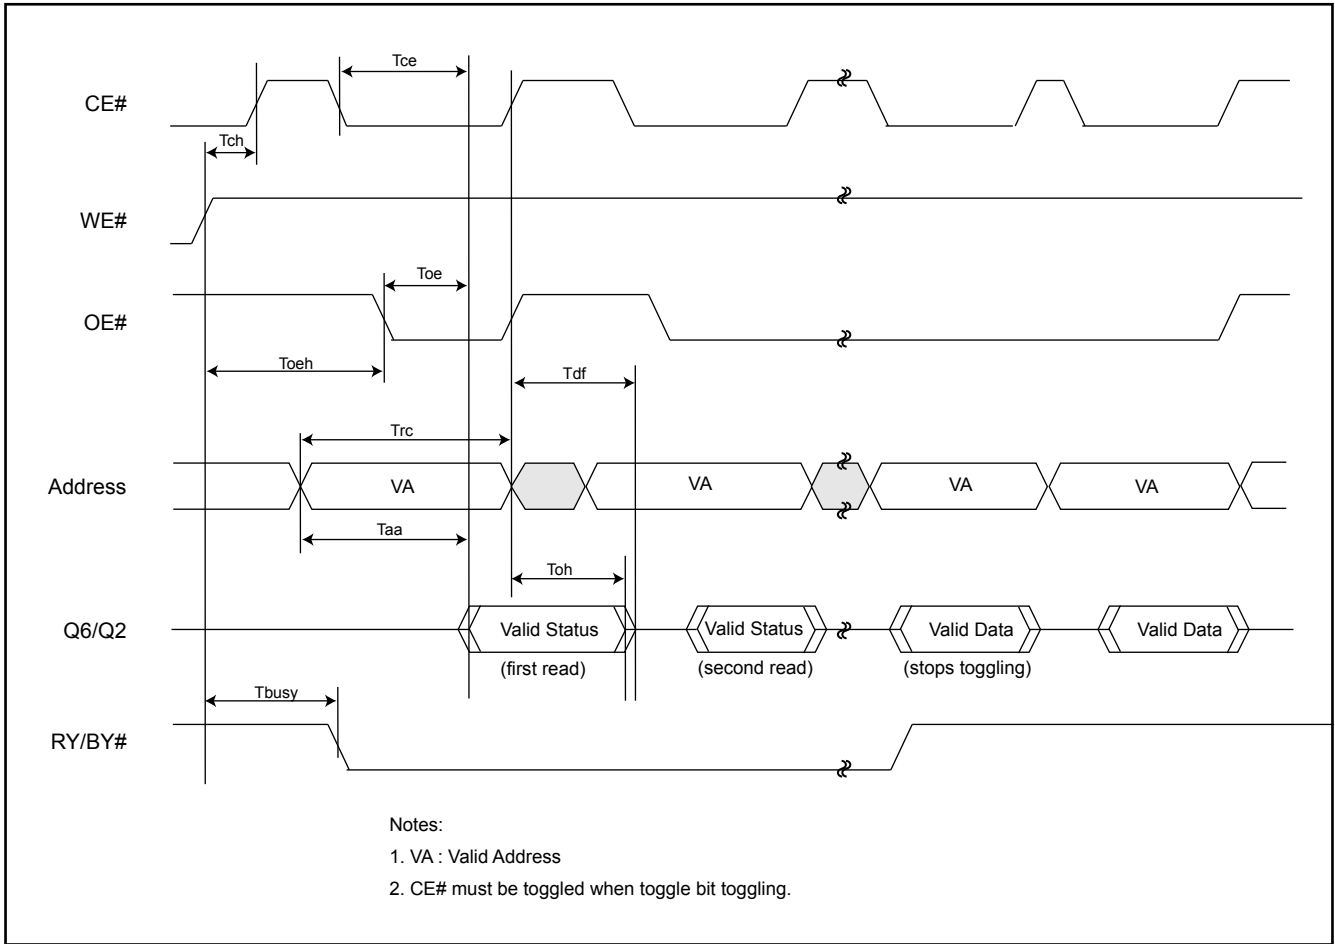 Tce
CE#
Tch
WE#
Toe
OE#
Toeh
Tdf
Trc
Address VA VA VA VA
Taa
Toh
Q6/Q2 Valid Status Valid Status Valid Data Valid Data
(first read) (second read) (stops toggling)
Tbusy
RY/BY#
Notes:
1. VA : Valid Address
2. CE# must be toggled when toggle bit toggling.